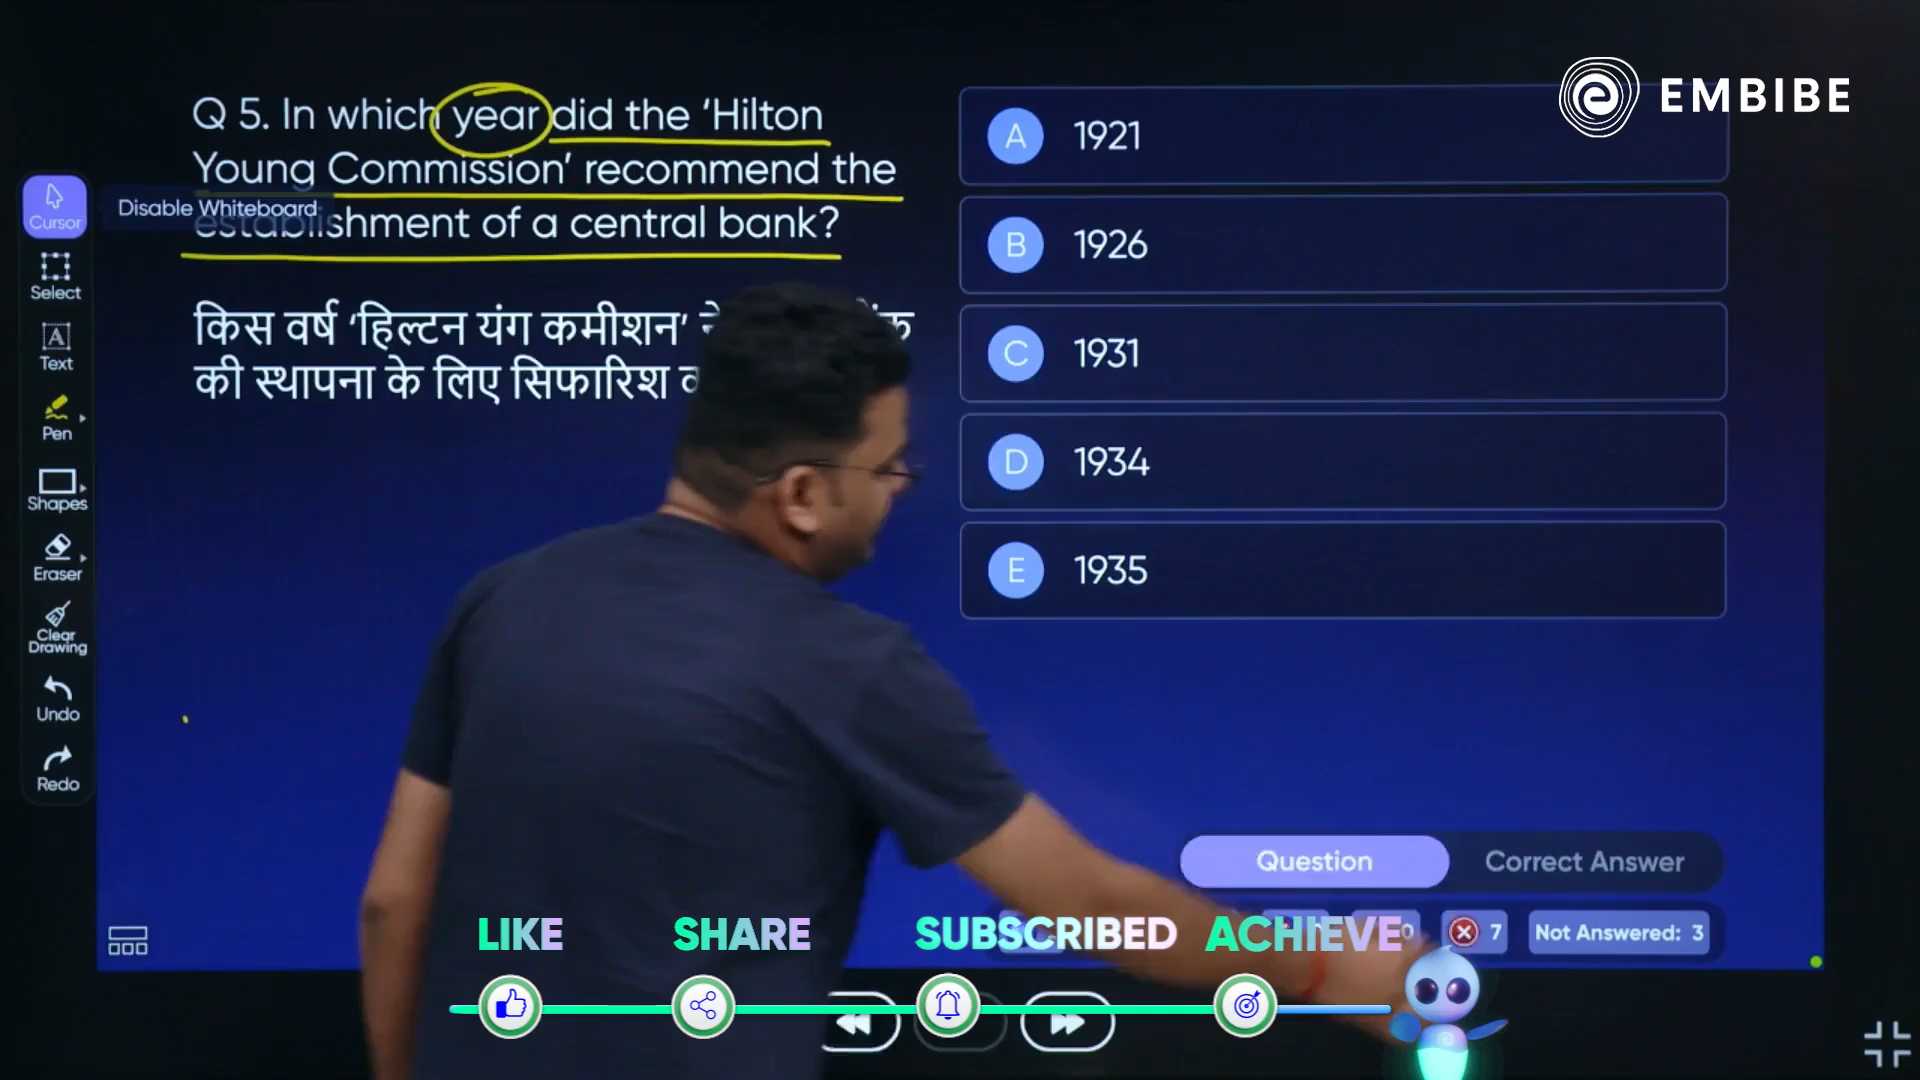 EMBIBE
Q 5. In which year did the ‘Hilton
Young Commission’ recommend the
establishment of a central bank?
किस वर्ष ‘हिल्टन यंग कमीशन’
की स्थापना के लिए सिफारिश
A 1921
B 1926
C 1931
D 1934
E 1935
Cursor
Disable Whiteboard
Select
Text
Pen
Shapes
Eraser
Clear
Drawing
Undo
Redo
Question
Correct Answer
7
Not Answered: 3
LIKE
SHARE
SUBSCRIBED
ACHIEVE